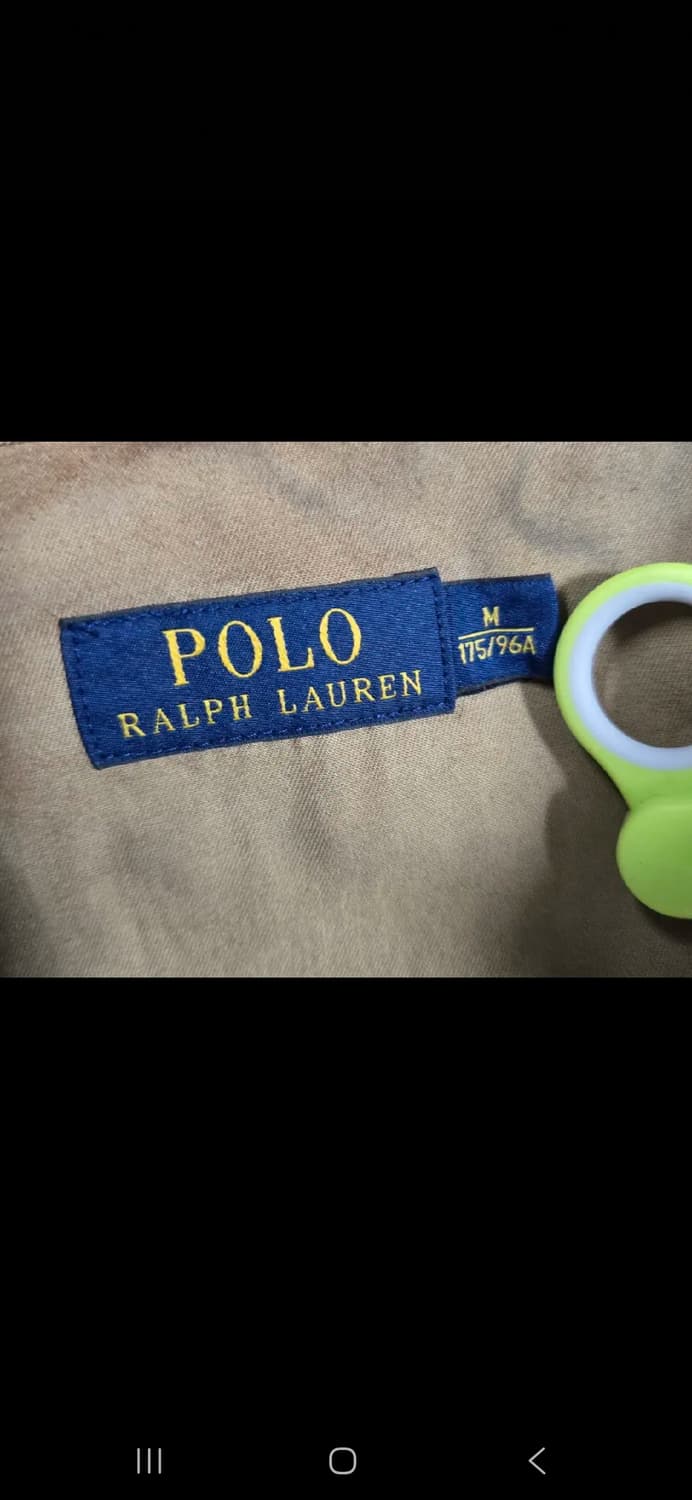 POLO
RALPH LAUREN
M
175/96A